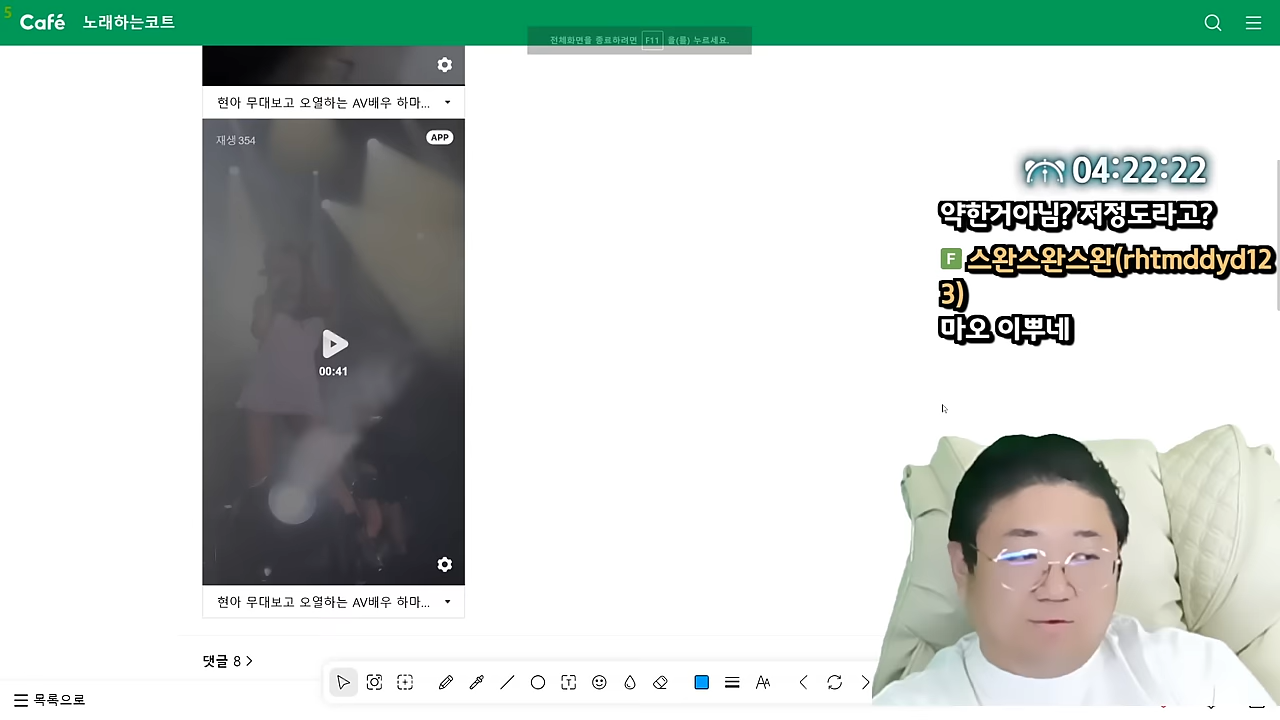 5
Café 노래하는코트
전체화면을 종료하려면 F11 을(를) 누르세요.
현아 무대보고 오열하는 AV배우 하마...
재생 354
APP
04:22:22
약한거아님? 저정도라고?
F 스완스완스완(rhtmddyd12
3)
마오 이뿌네
00:41
현아 무대보고 오열하는 AV배우 하마...
댓글 8
목록으로